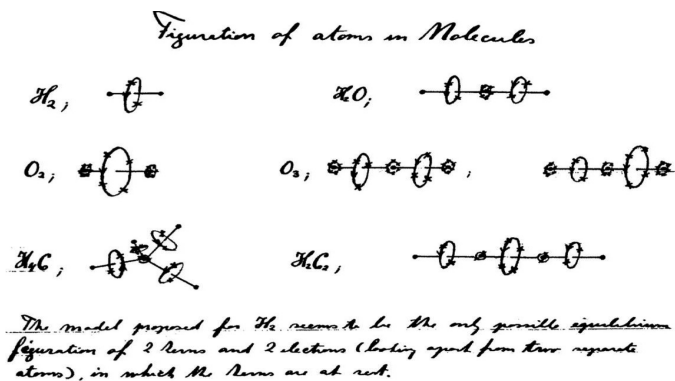 Figuration of atoms in Molecules
H₂; H₂O;
O₂; O₃; ;
H₄C; H₂C₂;
The model proposed for H₂ seems to be the only possible equilibrium
figuration of 2 kerns and 2 electrons (looking apart from two separate
atoms), in which the kerns are at rest.